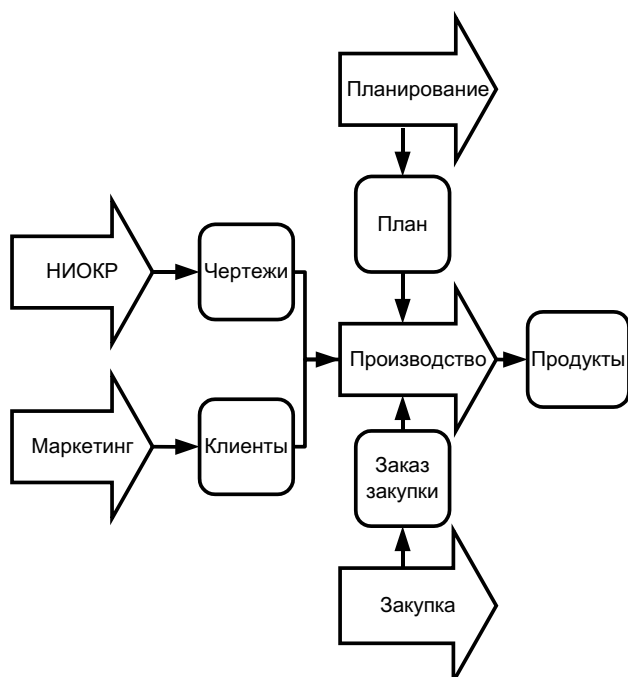 Планирование
План
НИОКР
Чертежи
Производство
Продукты
Маркетинг
Клиенты
Заказ
закупки
Закупка